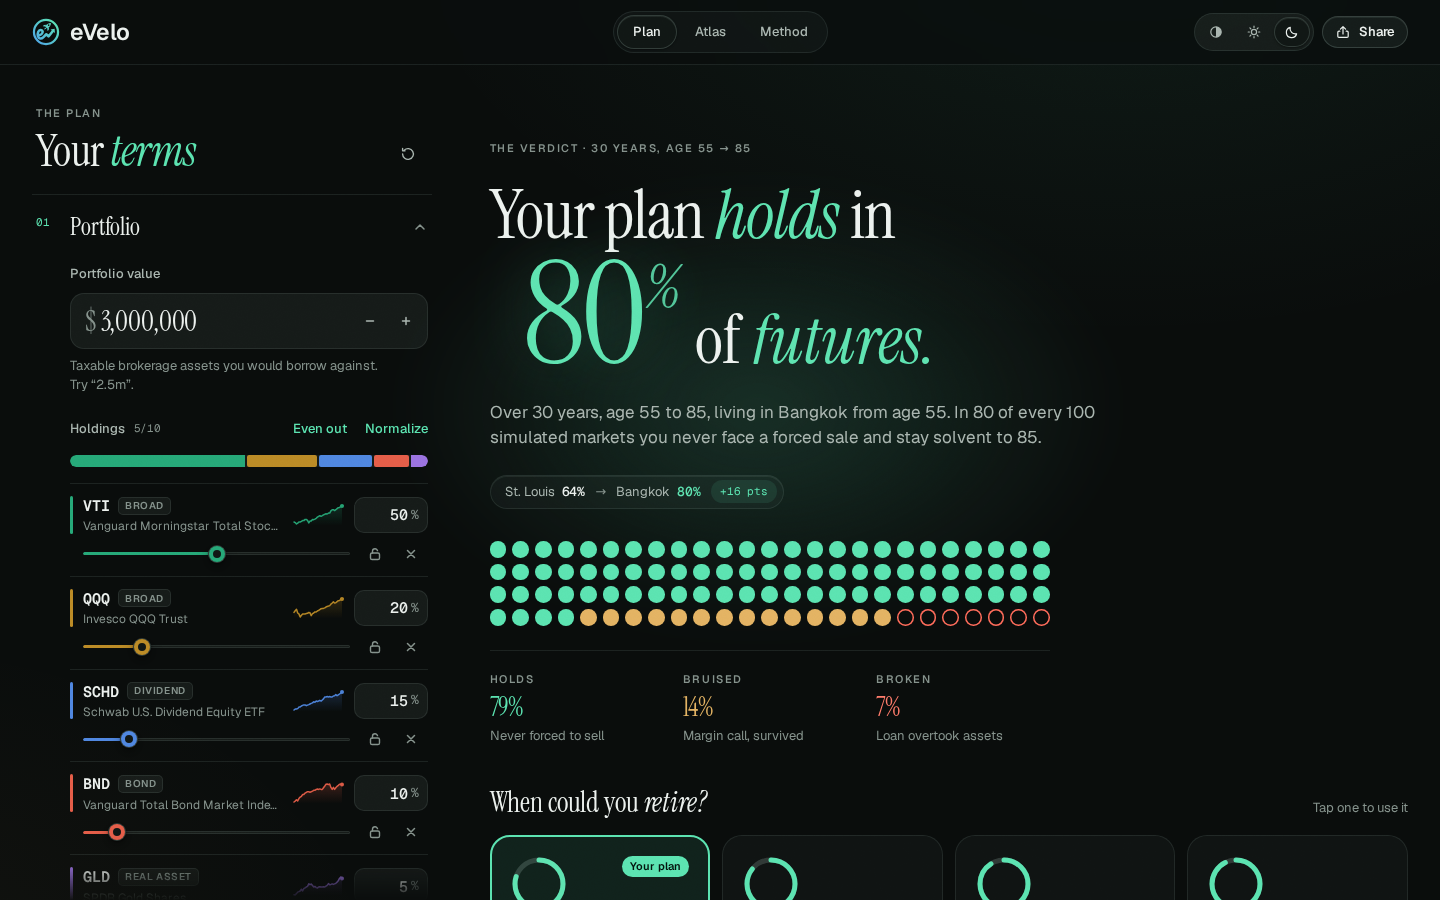 eVelo
Plan
Atlas
Method
Share
THE PLAN
Your terms
01
Portfolio
Portfolio value
$ 3,000,000
−
+
Taxable brokerage assets you would borrow against.
Try “2.5m”.
Holdings 5/10
Even out
Normalize
VTI BROAD
Vanguard Morningstar Total Stoc…
50 %
QQQ BROAD
Invesco QQQ Trust
20 %
SCHD DIVIDEND
Schwab U.S. Dividend Equity ETF
15 %
BND BOND
Vanguard Total Bond Market Inde…
10 %
GLD REAL ASSET
5 %
THE VERDICT · 30 YEARS, AGE 55 → 85
Your plan holds in
80%
of futures.
Over 30 years, age 55 to 85, living in Bangkok from age 55. In 80 of every 100
simulated markets you never face a forced sale and stay solvent to 85.
St. Louis 64% → Bangkok 80% +16 pts
HOLDS
79%
Never forced to sell
BRUISED
14%
Margin call, survived
BROKEN
7%
Loan overtook assets
When could you retire?
Tap one to use it
Your plan